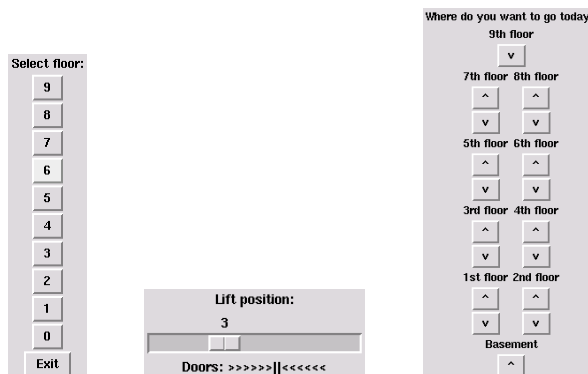 Select floor:
9
8
7
6
5
4
3
2
1
0
Exit
Lift position:
3
Doors: >>>>>>||<<<<<<
Where do you want to go today
9th floor
v
7th floor 8th floor
^ ^
v v
5th floor 6th floor
^ ^
v v
3rd floor 4th floor
^ ^
v v
1st floor 2nd floor
^ ^
v v
Basement
^